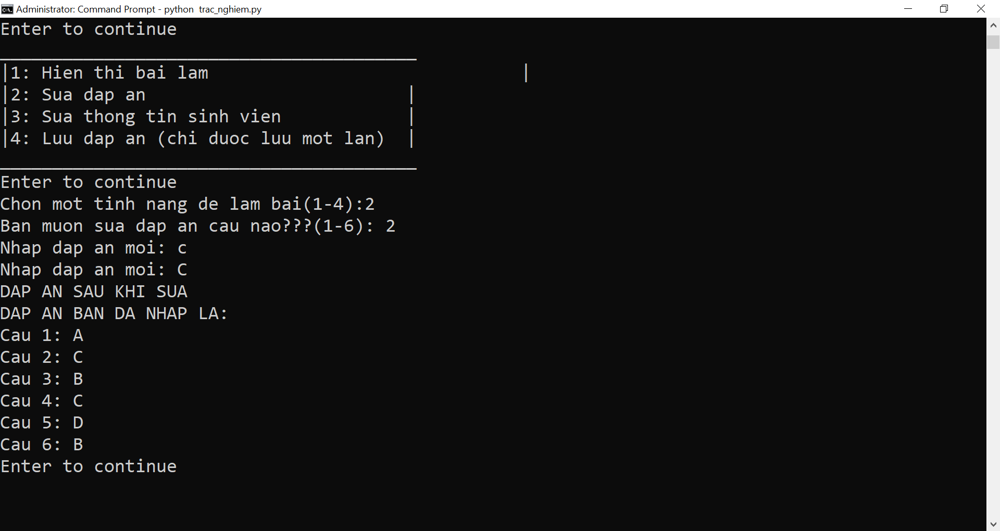 Administrator: Command Prompt - python  trac_nghiem.py
Enter to continue
________________________________________
|1: Hien thi bai lam                              |
|2: Sua dap an                         |
|3: Sua thong tin sinh vien            |
|4: Luu dap an (chi duoc luu mot lan)  |
________________________________________
Enter to continue
Chon mot tinh nang de lam bai(1-4):2
Ban muon sua dap an cau nao???(1-6): 2
Nhap dap an moi: c
Nhap dap an moi: C
DAP AN SAU KHI SUA
DAP AN BAN DA NHAP LA:
Cau 1: A
Cau 2: C
Cau 3: B
Cau 4: C
Cau 5: D
Cau 6: B
Enter to continue